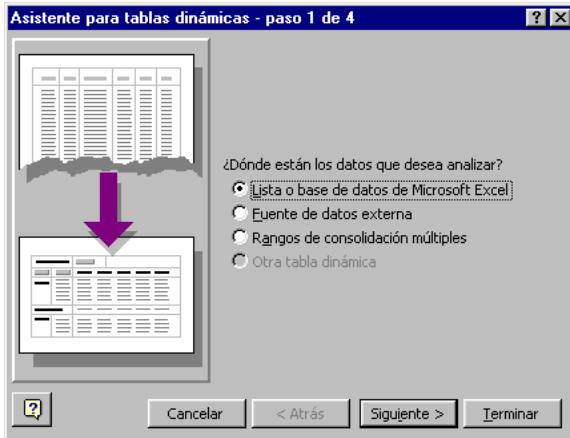 Asistente para tablas dinámicas - paso 1 de 4
¿Dónde están los datos que desea analizar?
Lista o base de datos de Microsoft Excel
Fuente de datos externa
Rangos de consolidación múltiples
Otra tabla dinámica
Cancelar
< Atrás
Siguiente >
Terminar